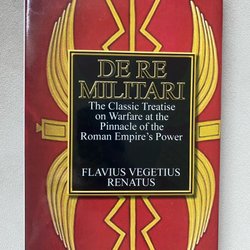 DE RE
MILITARI
The Classic Treatise
on Warfare at the
Pinnacle of the
Roman Empire's Power
FLAVIUS VEGETIUS
RENATUS